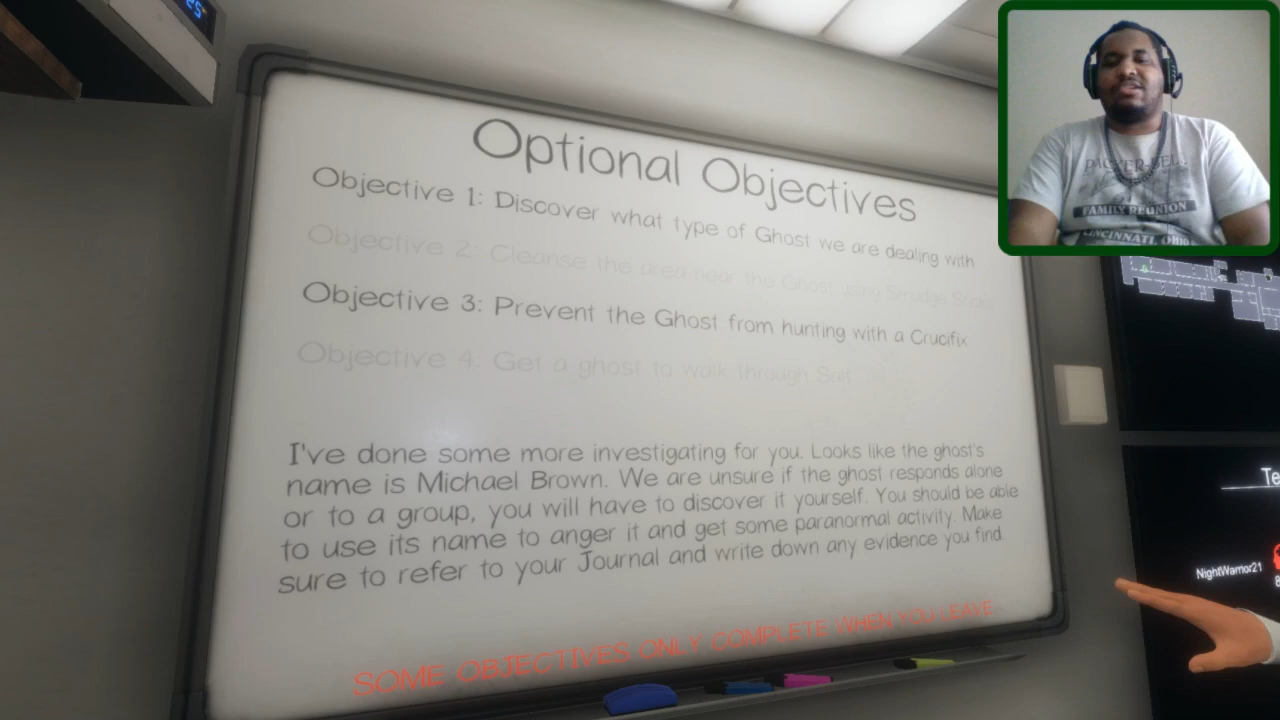 25
Optional Objectives
Objective 1: Discover what type of Ghost we are dealing with
Objective 2: Cleanse the area near the Ghost using Smudge
Objective 3: Prevent the Ghost from hunting with a Crucifix
Objective 4: Get a ghost to walk through Salt
I've done some more investigating for you. Looks like the ghost's
name is Michael Brown. We are unsure if the ghost responds alone
or to a group, you will have to discover it yourself. You should be able
to use its name to anger it and get some paranormal activity. Make
sure to refer to your Journal and write down any evidence you find.
SOME OBJECTIVES ONLY COMPLETE WHEN YOU LEAVE
FAMILY REUNION
CINCINNATI, OHIO
Te
NightWarrior21
8